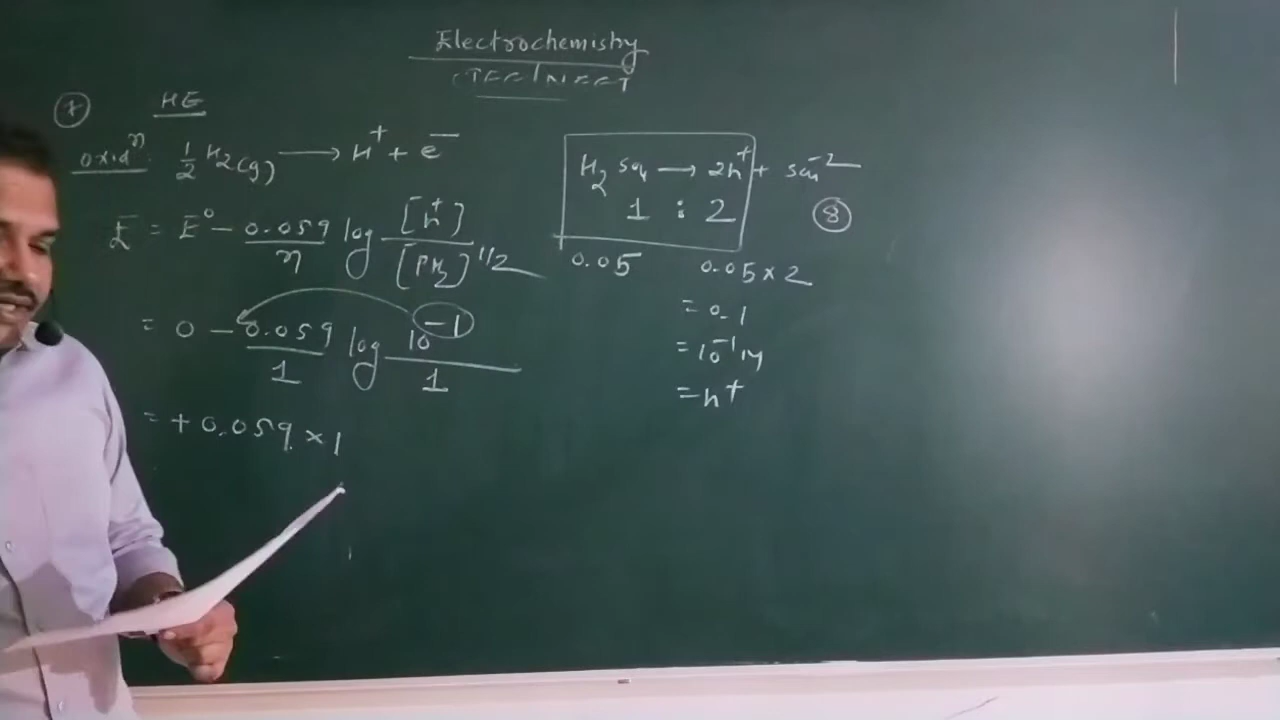 Electrochemistry
(JEE/NEET)
7 HE
oxidⁿ: 1/2 H₂(g) ⟶ H⁺ + e⁻
E = E⁰ - 0.059/n log [h⁺]/[PH₂]^1/2
= 0 - 0.059/1 log 10⁻¹/1
= + 0.059 × 1
H₂SO₄ ⟶ 2h⁺ + SO₄⁻²
1 : 2
8
0.05 0.05 × 2
= 0.1
= 10⁻¹ M
= h⁺